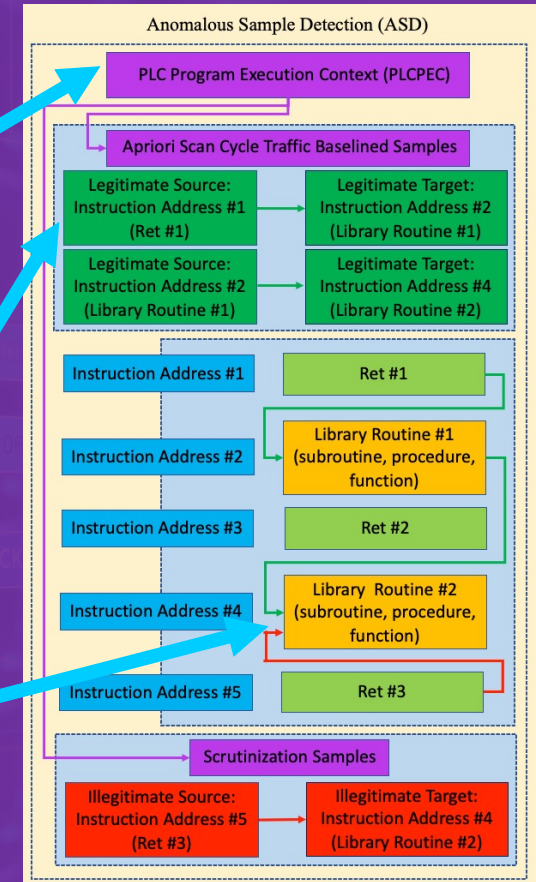 Anomalous Sample Detection (ASD)
PLC Program Execution Context (PLCPEC)
Apriori Scan Cycle Traffic Baselined Samples
Legitimate Source:
Instruction Address #1
(Ret #1)
Legitimate Target:
Instruction Address #2
(Library Routine #1)
Legitimate Source:
Instruction Address #2
(Library Routine #1)
Legitimate Target:
Instruction Address #4
(Library Routine #2)
Instruction Address #1
Ret #1
Instruction Address #2
Library Routine #1
(subroutine, procedure,
function)
Instruction Address #3
Ret #2
Instruction Address #4
Library Routine #2
(subroutine, procedure,
function)
Instruction Address #5
Ret #3
Scrutinization Samples
Illegitimate Source:
Instruction Address #5
(Ret #3)
Illegitimate Target:
Instruction Address #4
(Library Routine #2)